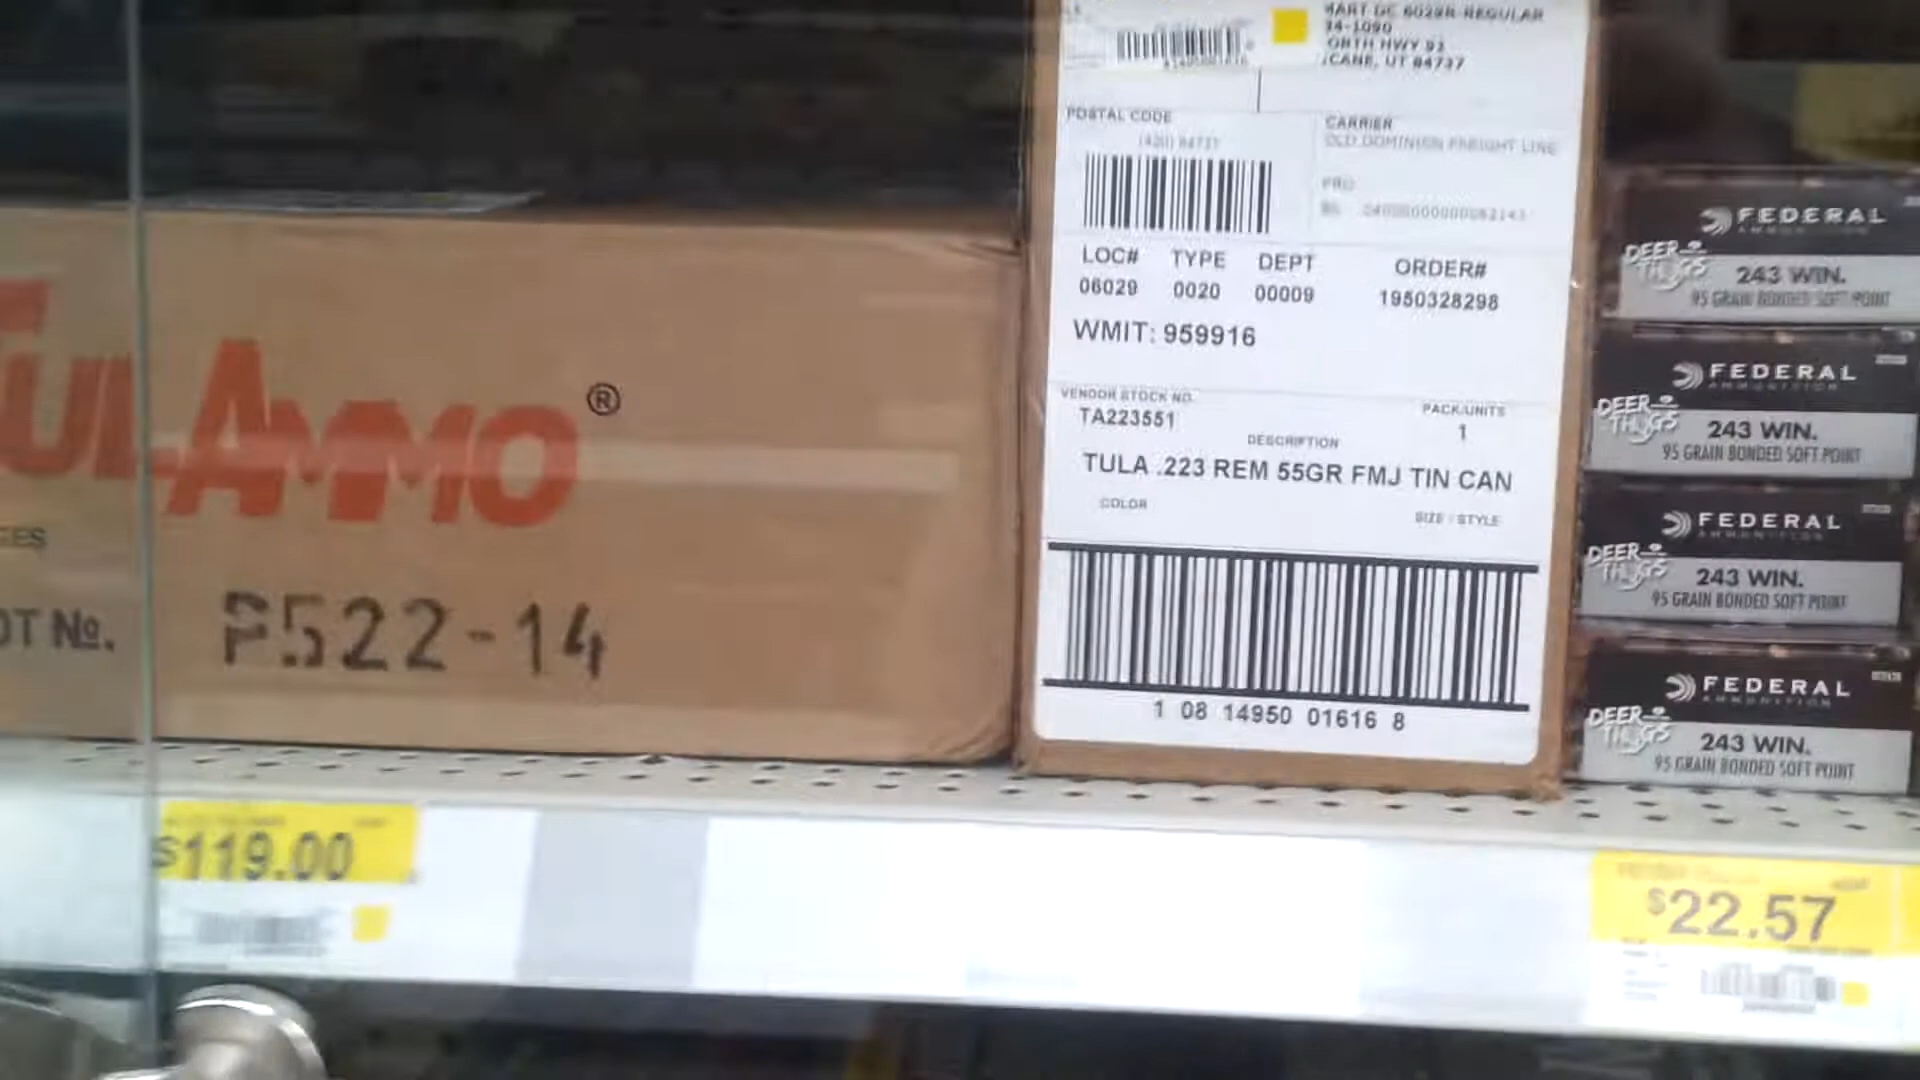 TULAMMO®
OT №.
P522-14
MART DC 6029R-REGULAR
ORTH HWY 93
CANE, UT 84737
POSTAL CODE
(420) 84737
CARRIER
OLD DOMINION FREIGHT LINE
PRO
LOC# TYPE DEPT ORDER#
06029 0020 00009 1950328298
WMIT: 959916
VENDOR STOCK NO. PACK/UNITS
TA223551 1
DESCRIPTION
TULA .223 REM 55GR FMJ TIN CAN
COLOR SIZE / STYLE
1 08 14950 01616 8
FEDERAL
AMMUNITION
DEER THUGS
243 WIN.
95 GRAIN BONDED SOFT POINT
FEDERAL
AMMUNITION
DEER THUGS
243 WIN.
95 GRAIN BONDED SOFT POINT
FEDERAL
AMMUNITION
DEER THUGS
243 WIN.
95 GRAIN BONDED SOFT POINT
FEDERAL
AMMUNITION
DEER THUGS
243 WIN.
95 GRAIN BONDED SOFT POINT
$119.00
$22.57